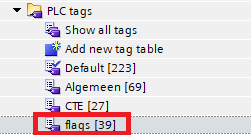 PLC tags
Show all tags
Add new tag table
Default [223]
Algemeen [69]
CTE [27]
flags [39]